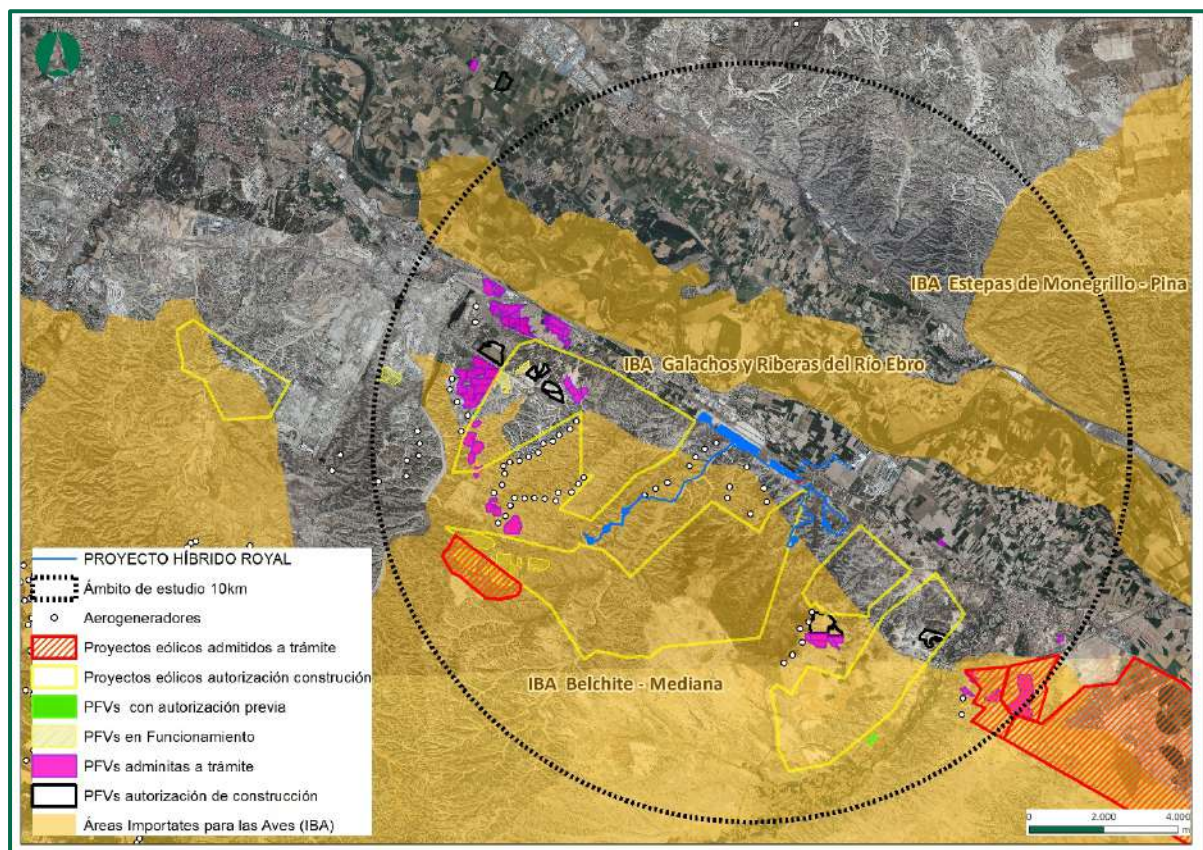 IBA Estepas de Monegrillo - Pina
IBA Galachos y Riberas del Río Ebro
IBA Belchite - Mediana
PROYECTO HÍBRIDO ROYAL
Ámbito de estudio 10km
Aerogeneradores
Proyectos eólicos admitidos a trámite
Proyectos eólicos autorización construción
PFVs con autorización previa
PFVs en Funcionamiento
PFVs adminitas a trámite
PFVs autorización de construcción
Áreas Importates para las Aves (IBA)
0 2.000 4.000
m